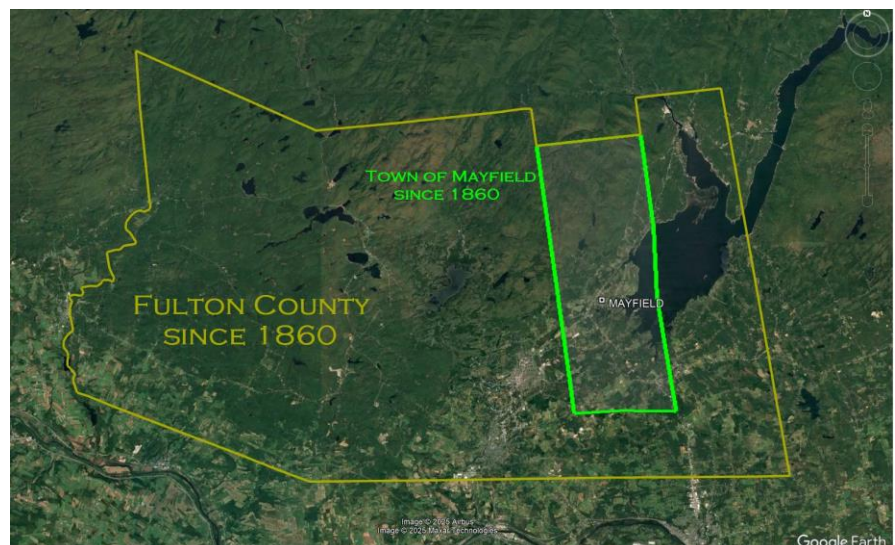 N
TOWN OF MAYFIELD
SINCE 1860
FULTON COUNTY
SINCE 1860
MAYFIELD
Image © 2025 Airbus
Image © 2025 Maxar Technologies
Google Earth